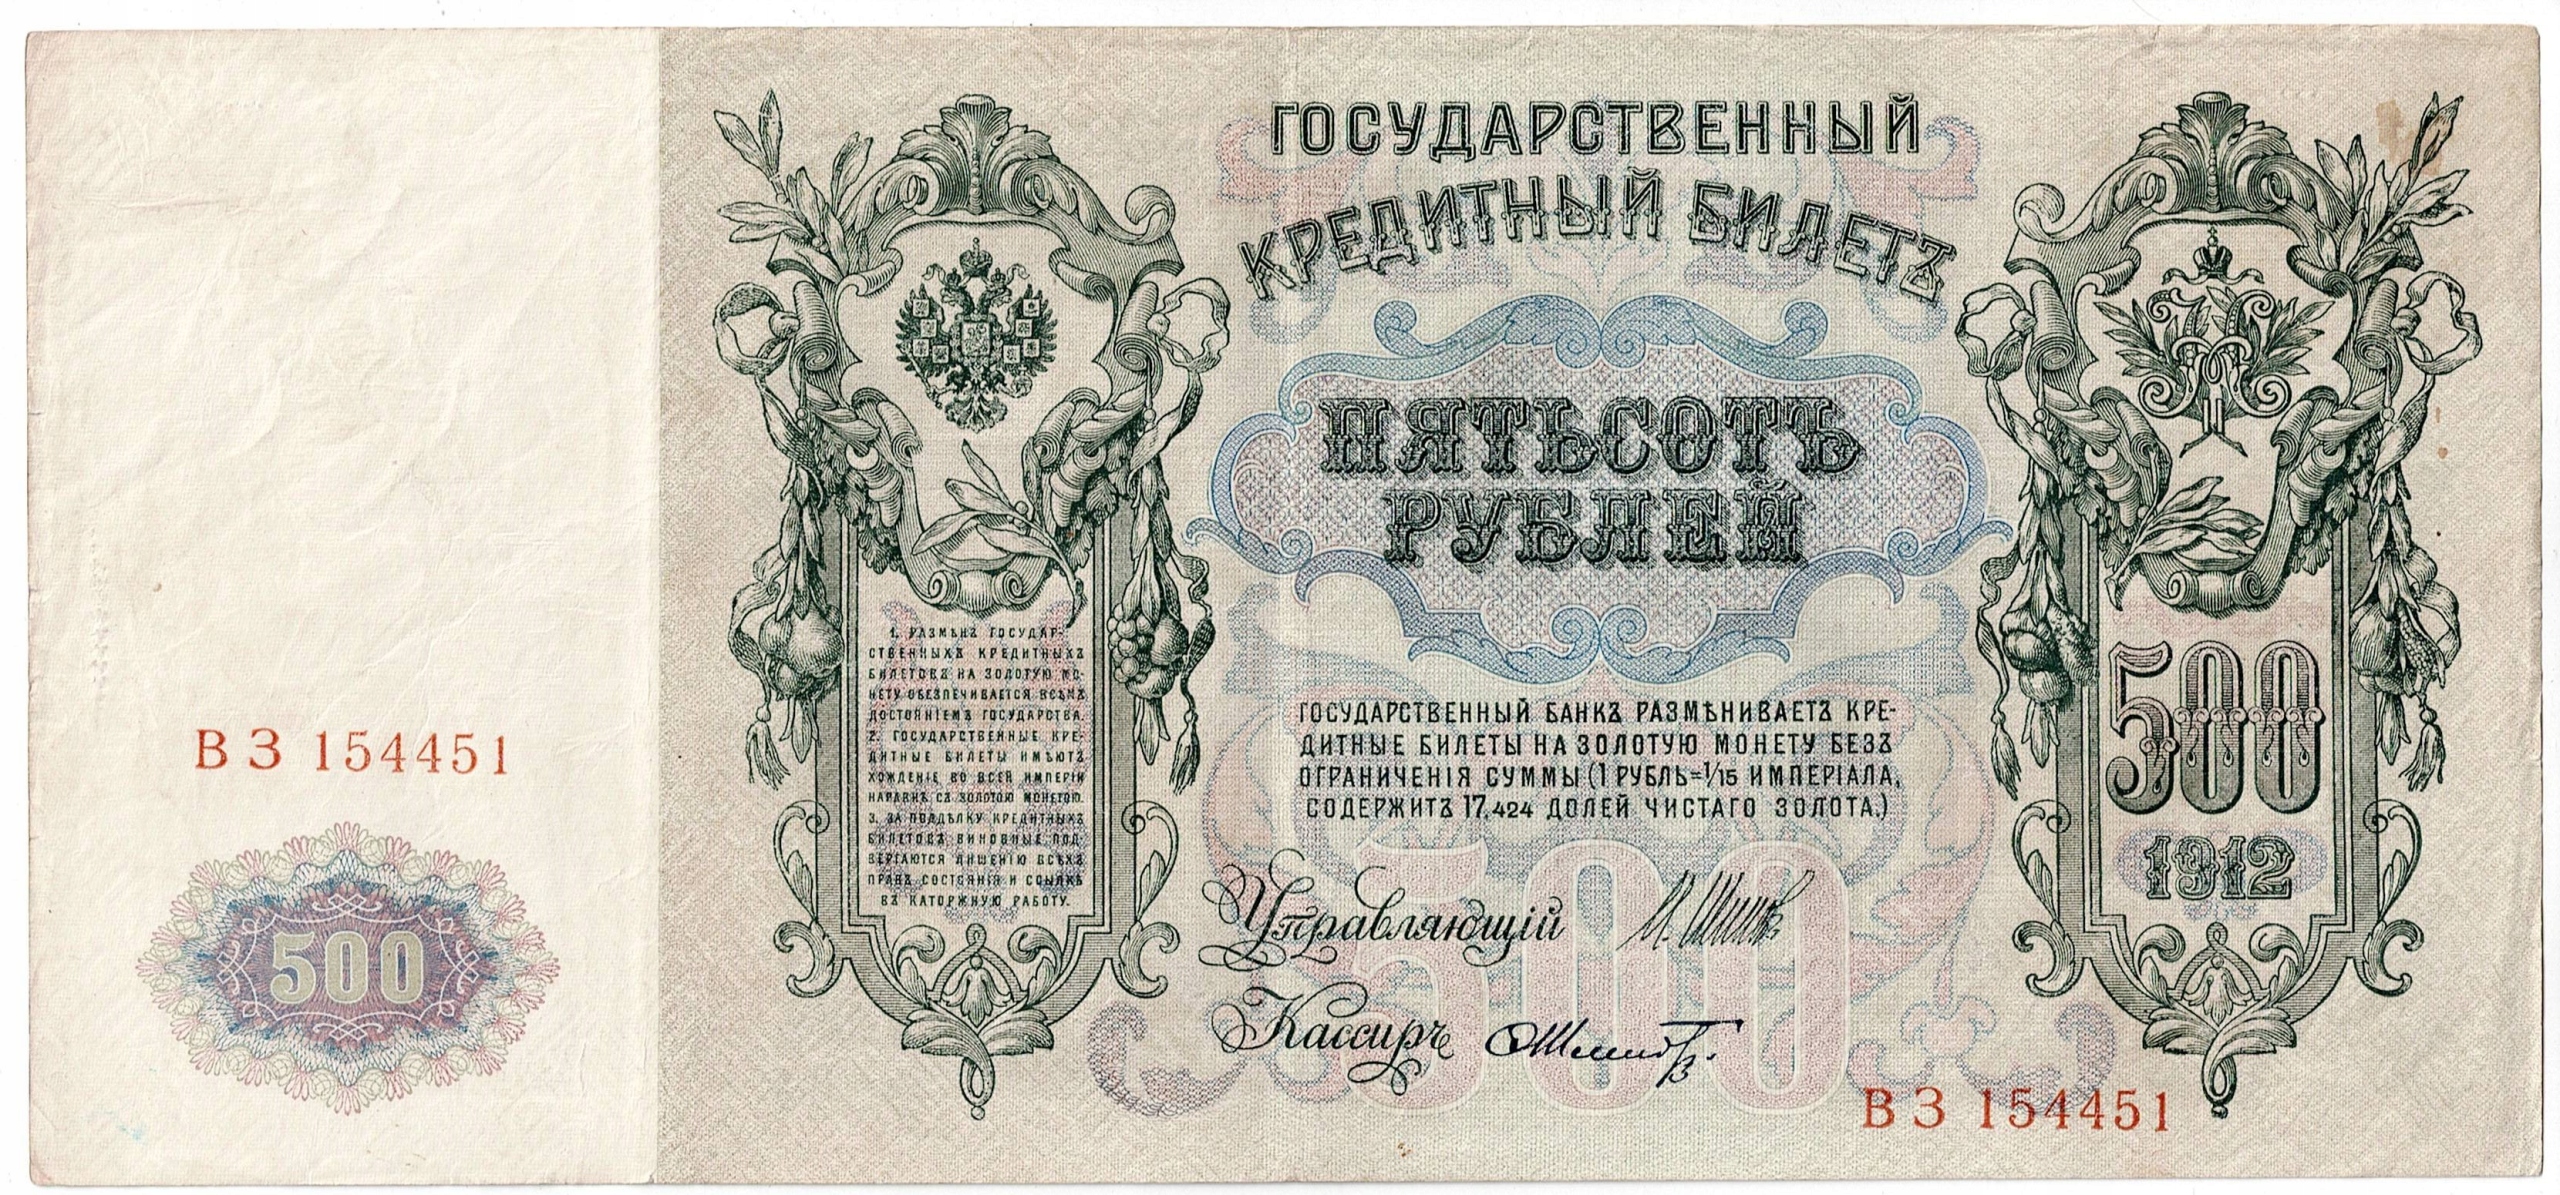 ГОСУДАРСТВЕННЫЙ
КРЕДИТНЫЙ БИЛЕТЪ
ПЯТЬСОТЪ
РУБЛЕЙ
1. РАЗМѢНЪ ГОСУДАР-
СТВЕННЫХЪ КРЕДИТНЫХЪ
БИЛЕТОВЪ НА ЗОЛОТУЮ МО-
НЕТУ ОБЕЗПЕЧИВАЕТСЯ ВСѢМЪ
ДОСТОЯНІЕМЪ ГОСУДАРСТВА.
2. ГОСУДАРСТВЕННЫЕ КРЕ-
ДИТНЫЕ БИЛЕТЫ ИМѢЮТЪ
ХОЖДЕНІЕ ВО ВСЕЙ ИМПЕРІИ
НАРАВНѢ СЪ ЗОЛОТОЮ МОНЕТОЮ.
3. ЗА ПОДДѢЛКУ КРЕДИТНЫХЪ
БИЛЕТОВЪ ВИНОВНЫЕ ПОД-
ВЕРГАЮТСЯ ЛИШЕНІЮ ВСѢХЪ
ПРАВЪ СОСТОЯНІЯ И ССЫЛКѢ
ВЪ КАТОРЖНУЮ РАБОТУ.
ГОСУДАРСТВЕННЫЙ БАНКЪ РАЗМѢНИВАЕТЪ КРЕ-
ДИТНЫЕ БИЛЕТЫ НА ЗОЛОТУЮ МОНЕТУ БЕЗЪ
ОГРАНИЧЕНІЯ СУММЫ (1 РУБЛЬ=1/15 ИМПЕРІАЛА,
СОДЕРЖИТЪ 17,424 ДОЛЕЙ ЧИСТАГО ЗОЛОТА.)
500
1912
ВЗ 154451
500
Управляющій И. Шипов
Кассиръ
500
ВЗ 154451